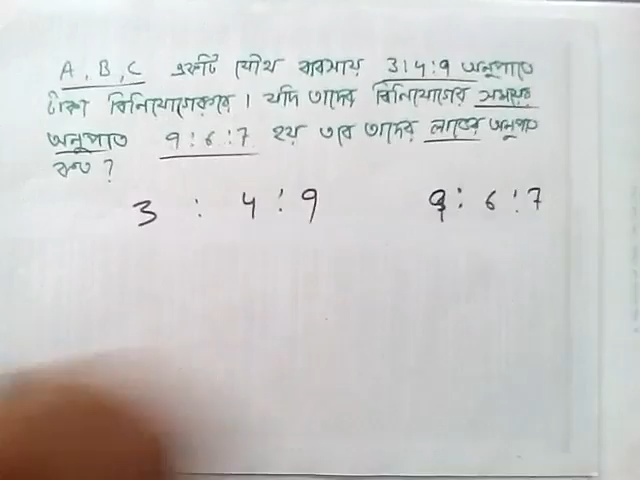 A, B, C একটি যৌথ ব্যবসায় 3:4:9 অনুপাতে
টাকা বিনিয়োগ করে। যদি তাদের বিনিয়োগের সময়ের
অনুপাত 9:6:7 হয় তবে তাদের লাভের অনুপাত
কত ?
3 : 4 : 9 9 : 6 : 7